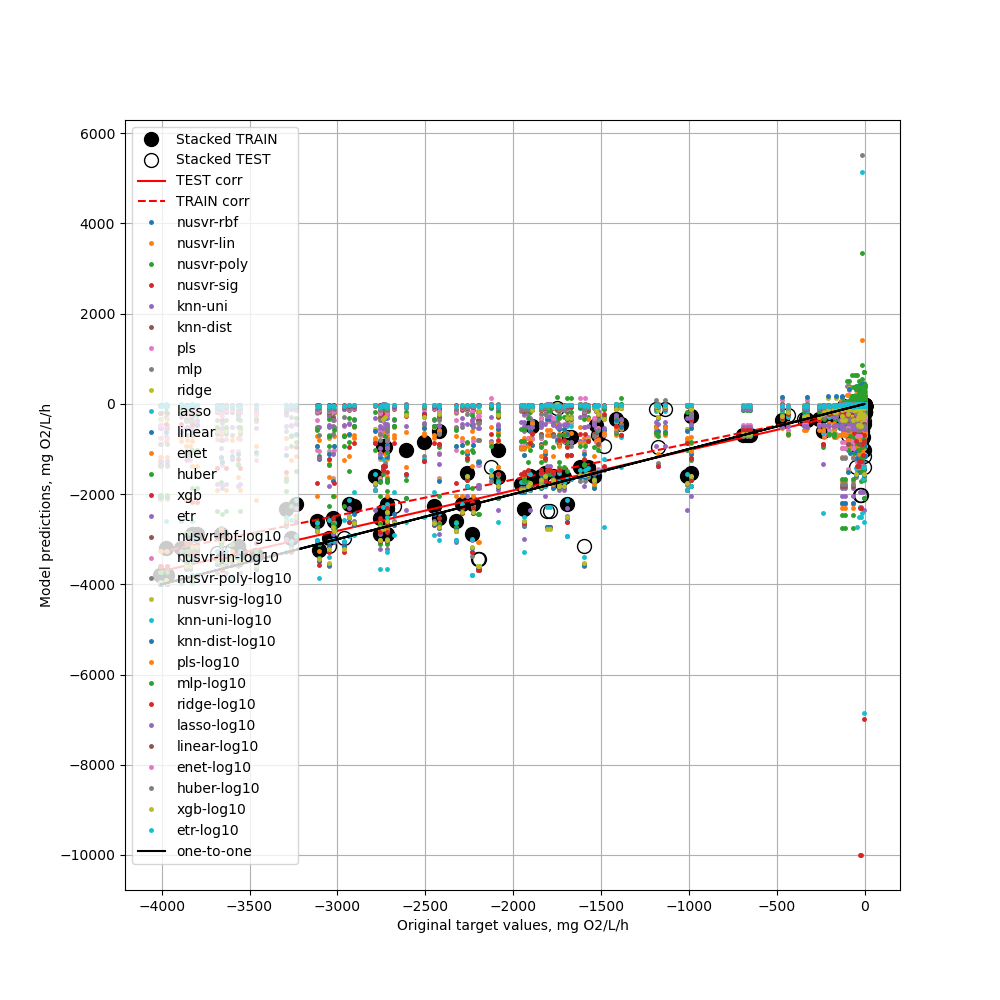 6000
4000
2000
0
−2000
−4000
−6000
−8000
−10000
Model predictions, mg O2/L/h
Stacked TRAIN
Stacked TEST
TEST corr
TRAIN corr
nusvr-rbf
nusvr-lin
nusvr-poly
nusvr-sig
knn-uni
knn-dist
pls
mlp
ridge
lasso
linear
enet
huber
xgb
etr
nusvr-rbf-log10
nusvr-lin-log10
nusvr-poly-log10
nusvr-sig-log10
knn-uni-log10
knn-dist-log10
pls-log10
mlp-log10
ridge-log10
lasso-log10
linear-log10
enet-log10
huber-log10
xgb-log10
etr-log10
one-to-one
−4000 −3500 −3000 −2500 −2000 −1500 −1000 −500 0
Original target values, mg O2/L/h